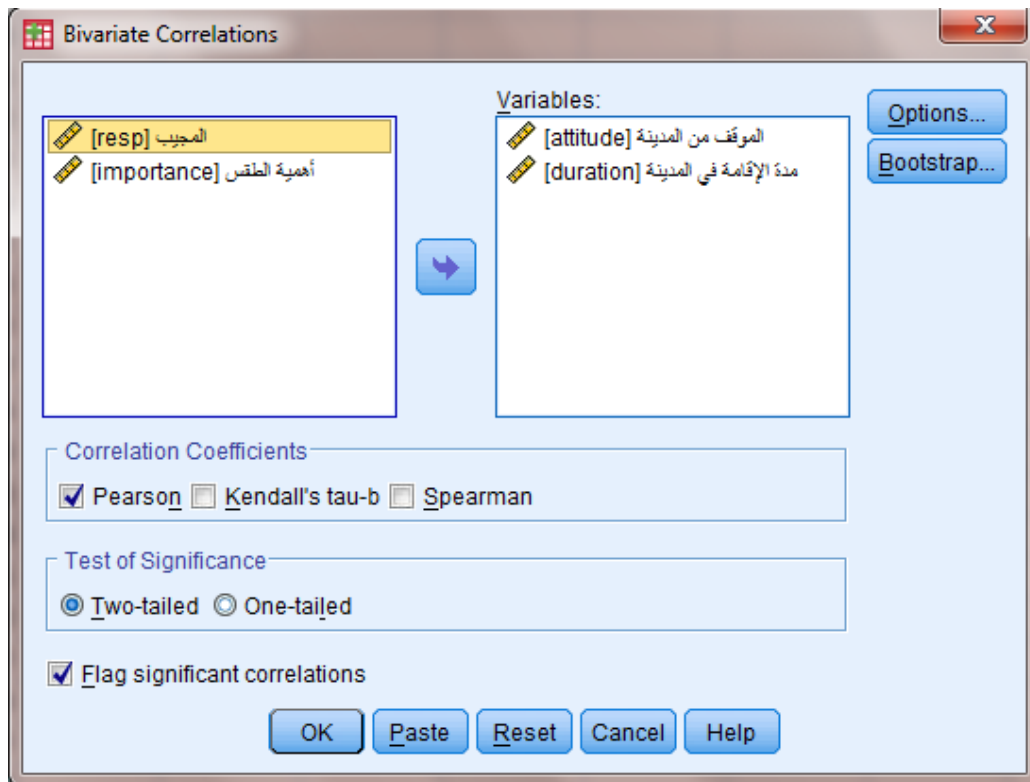 Bivariate Correlations
المجيب [resp]
أهمية الطقس [importance]
Variables:
الموقف من المدينة [attitude]
مدة الإقامة في المدينة [duration]
Options...
Bootstrap...
Correlation Coefficients
Pearson Kendall's tau-b Spearman
Test of Significance
Two-tailed One-tailed
Flag significant correlations
OK Paste Reset Cancel Help